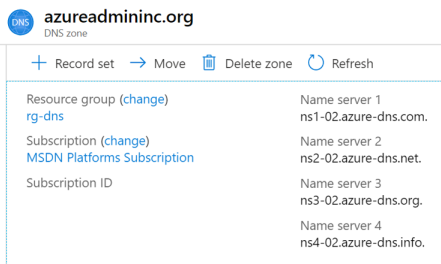 DNS
azureadmininc.org
DNS zone
Record set Move Delete zone Refresh
Resource group (change)
rg-dns
Subscription (change)
MSDN Platforms Subscription
Subscription ID
Name server 1
ns1-02.azure-dns.com.
Name server 2
ns2-02.azure-dns.net.
Name server 3
ns3-02.azure-dns.org.
Name server 4
ns4-02.azure-dns.info.